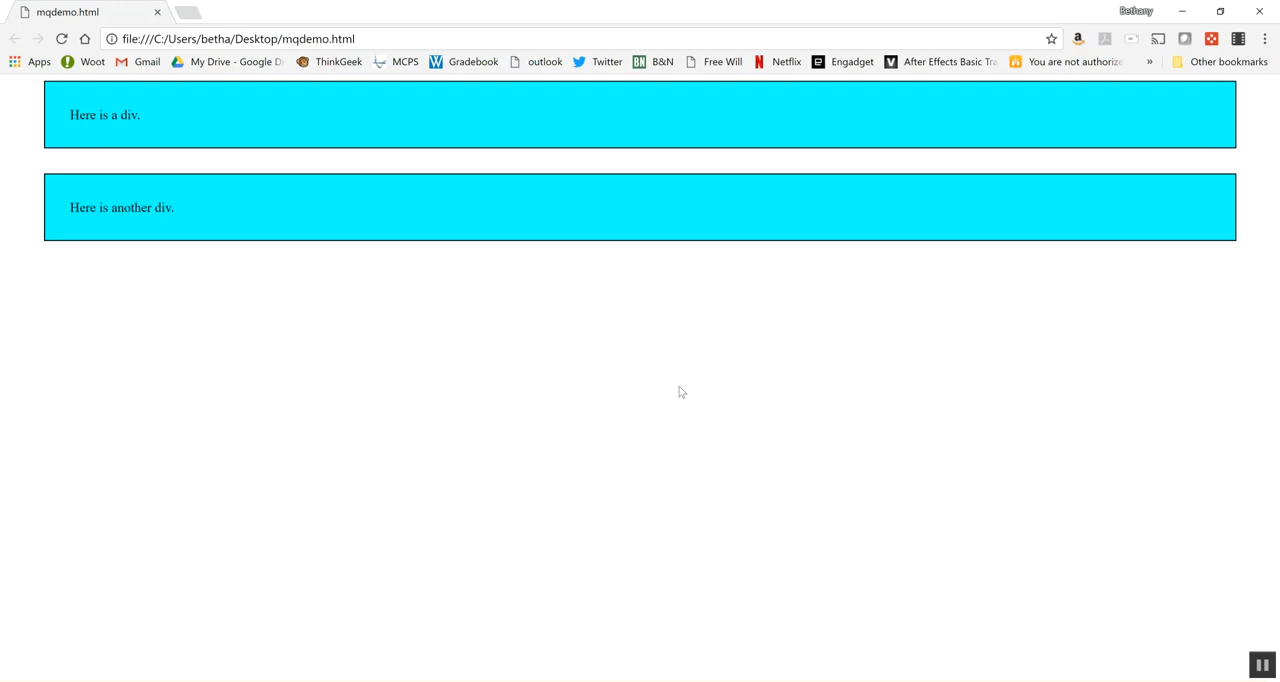 mqdemo.html
Bethany
file:///C:/Users/betha/Desktop/mqdemo.html
Apps Woot Gmail My Drive - Google Dr ThinkGeek MCPS Gradebook outlook Twitter B&N Free Will Netflix Engadget After Effects Basic Tra You are not authorize » Other bookmarks
Here is a div.
Here is another div.